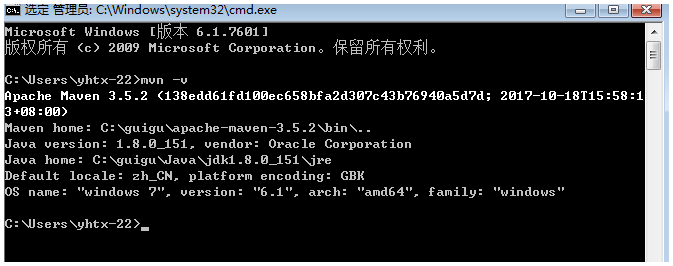 选定 管理员: C:\Windows\system32\cmd.exe
Microsoft Windows [版本 6.1.7601]
版权所有 (c) 2009 Microsoft Corporation。保留所有权利。
C:\Users\yhtx-22>mvn -v
Apache Maven 3.5.2 (138edd61fd100ec658bfa2d307c43b76940a5d7d; 2017-10-18T15:58:1
3+08:00)
Maven home: C:\guigu\apache-maven-3.5.2\bin\..
Java version: 1.8.0_151, vendor: Oracle Corporation
Java home: C:\guigu\Java\jdk1.8.0_151\jre
Default locale: zh_CN, platform encoding: GBK
OS name: "windows 7", version: "6.1", arch: "amd64", family: "windows"
C:\Users\yhtx-22>_